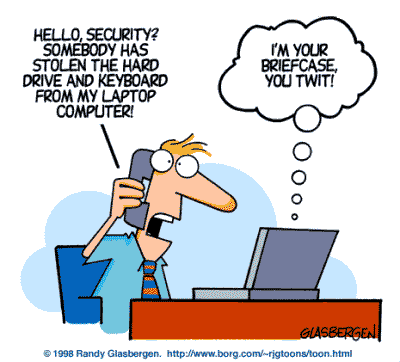 HELLO, SECURITY?
SOMEBODY HAS
STOLEN THE HARD
DRIVE AND KEYBOARD
FROM MY LAPTOP
COMPUTER!
I'M YOUR
BRIEFCASE,
YOU TWIT!
GLASBERGEN
© 1998 Randy Glasbergen. http://www.borg.com/~rjgtoons/toon.html